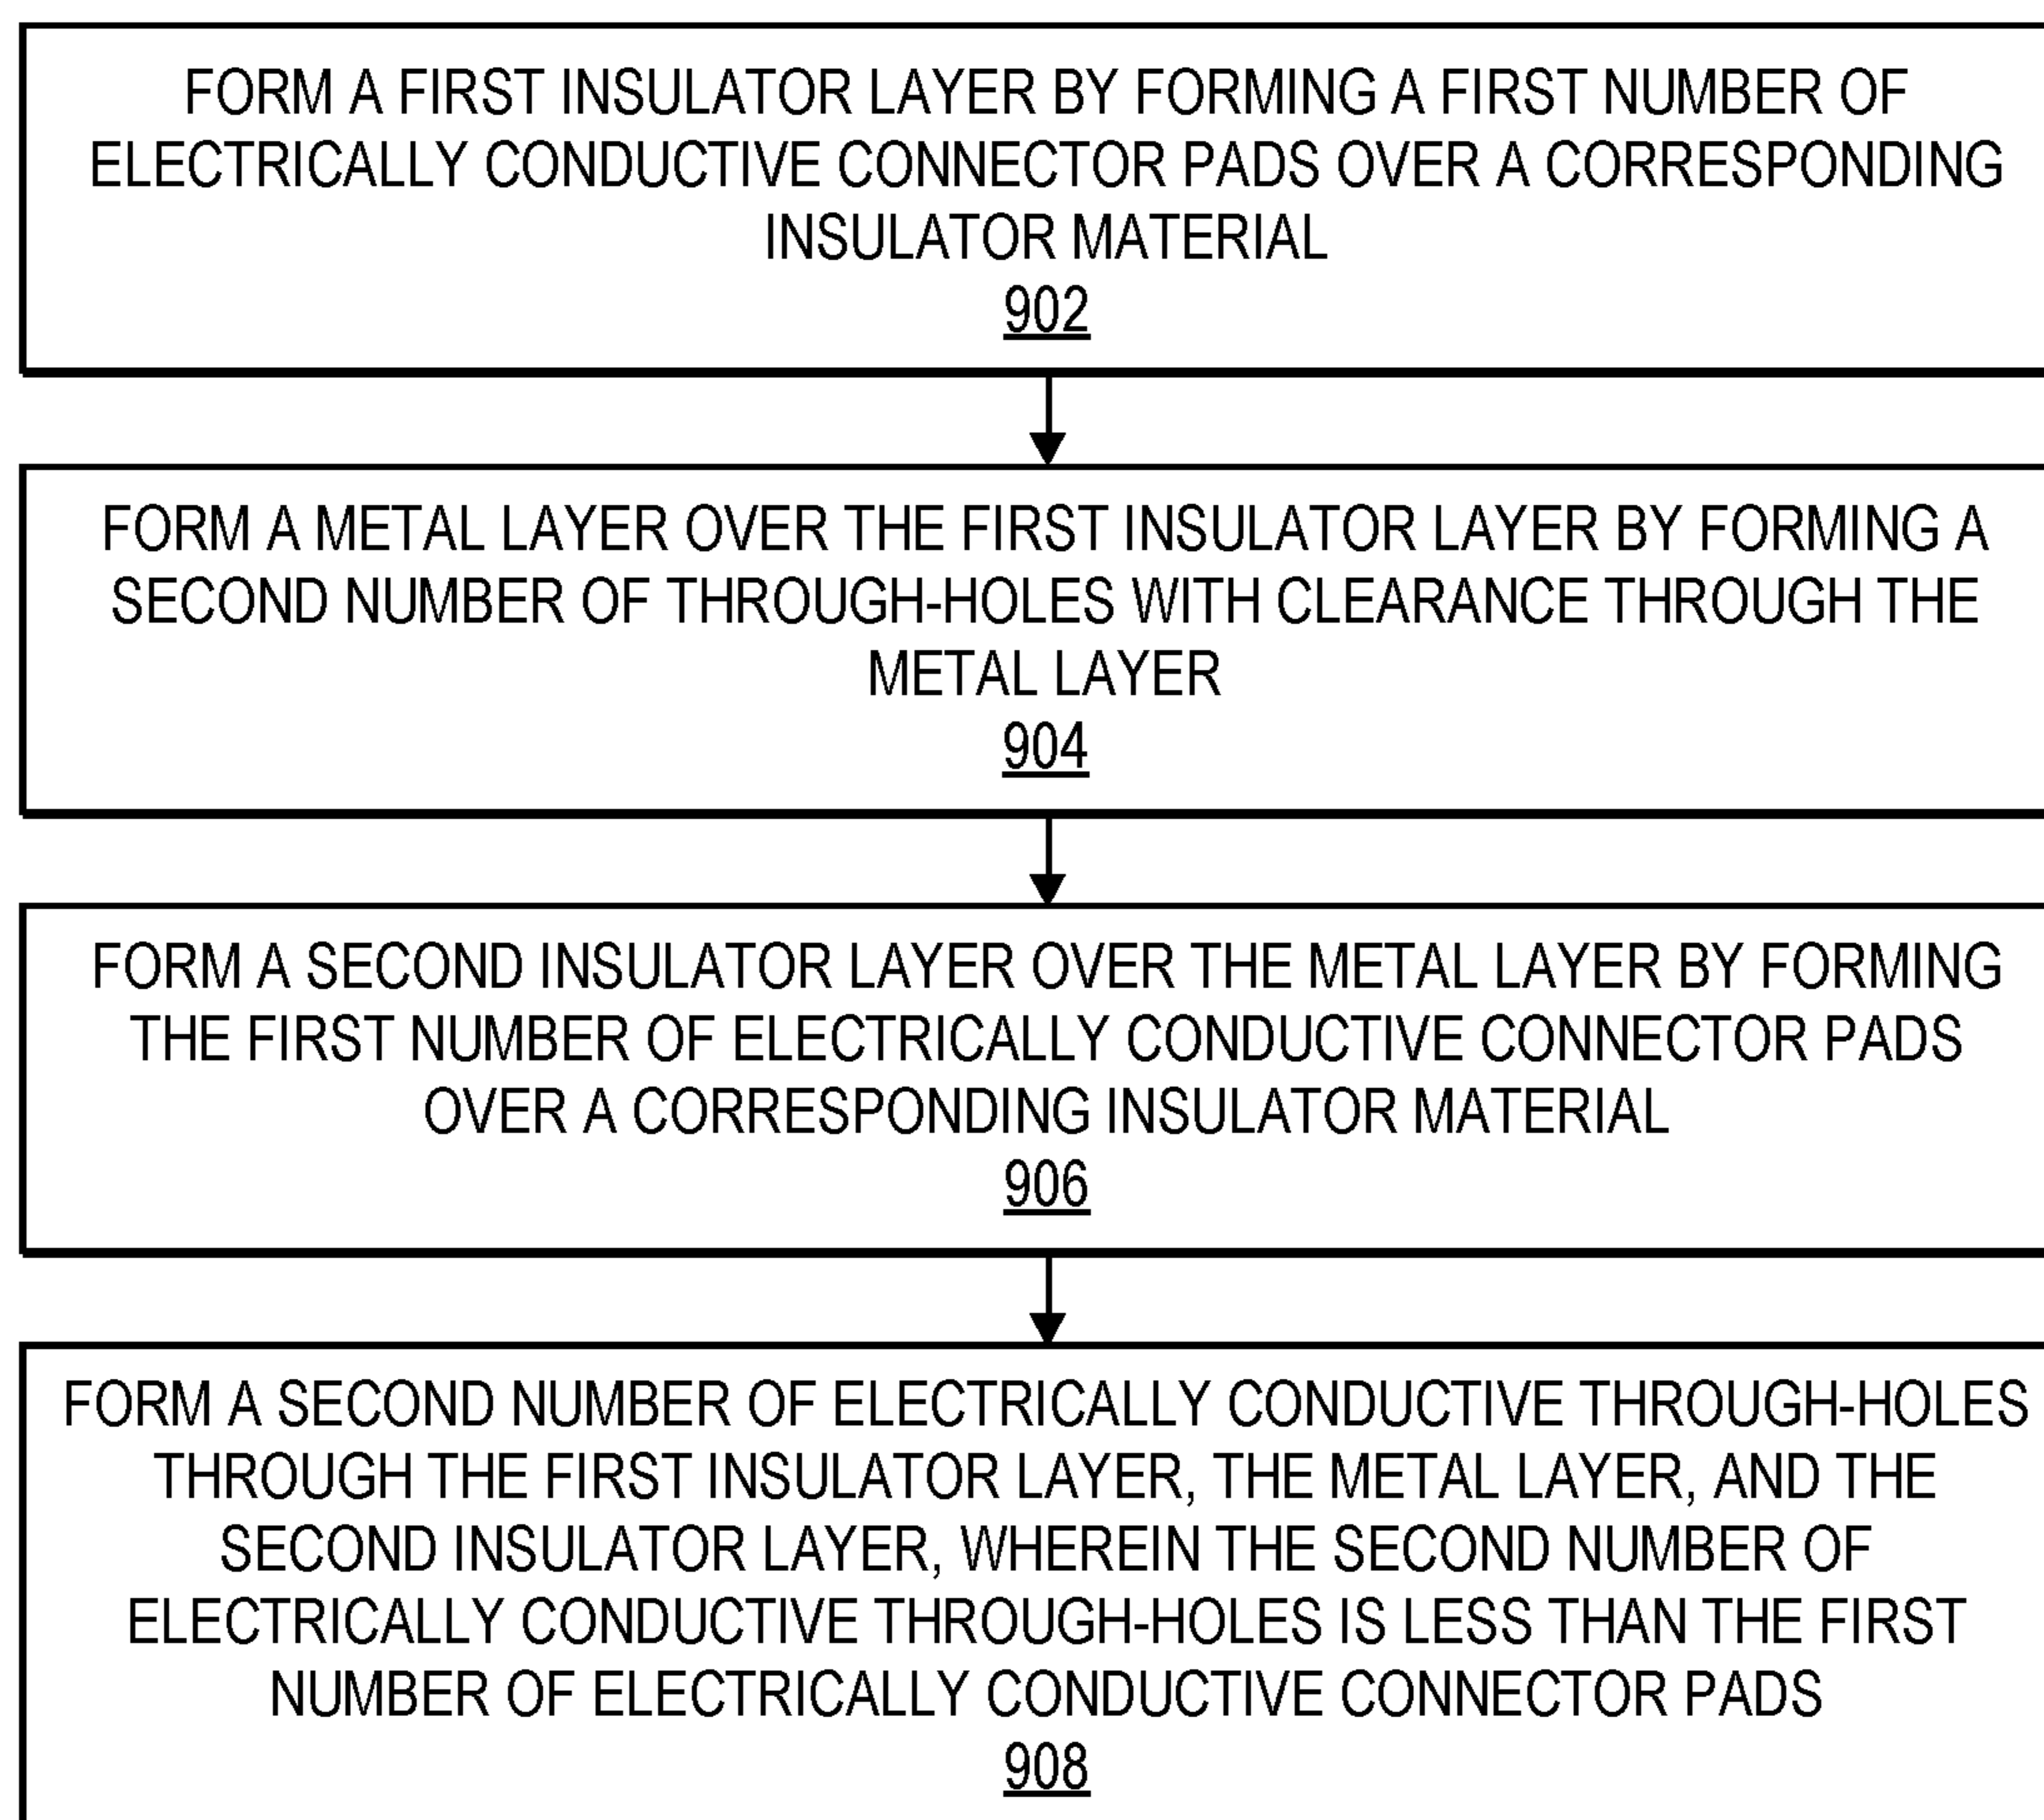 FORM A FIRST INSULATOR LAYER BY FORMING A FIRST NUMBER OF
ELECTRICALLY CONDUCTIVE CONNECTOR PADS OVER A CORRESPONDING
INSULATOR MATERIAL
902
FORM A METAL LAYER OVER THE FIRST INSULATOR LAYER BY FORMING A
SECOND NUMBER OF THROUGH-HOLES WITH CLEARANCE THROUGH THE
METAL LAYER
904
FORM A SECOND INSULATOR LAYER OVER THE METAL LAYER BY FORMING
THE FIRST NUMBER OF ELECTRICALLY CONDUCTIVE CONNECTOR PADS
OVER A CORRESPONDING INSULATOR MATERIAL
906
FORM A SECOND NUMBER OF ELECTRICALLY CONDUCTIVE THROUGH-HOLES
THROUGH THE FIRST INSULATOR LAYER, THE METAL LAYER, AND THE
SECOND INSULATOR LAYER, WHEREIN THE SECOND NUMBER OF
ELECTRICALLY CONDUCTIVE THROUGH-HOLES IS LESS THAN THE FIRST
NUMBER OF ELECTRICALLY CONDUCTIVE CONNECTOR PADS
908